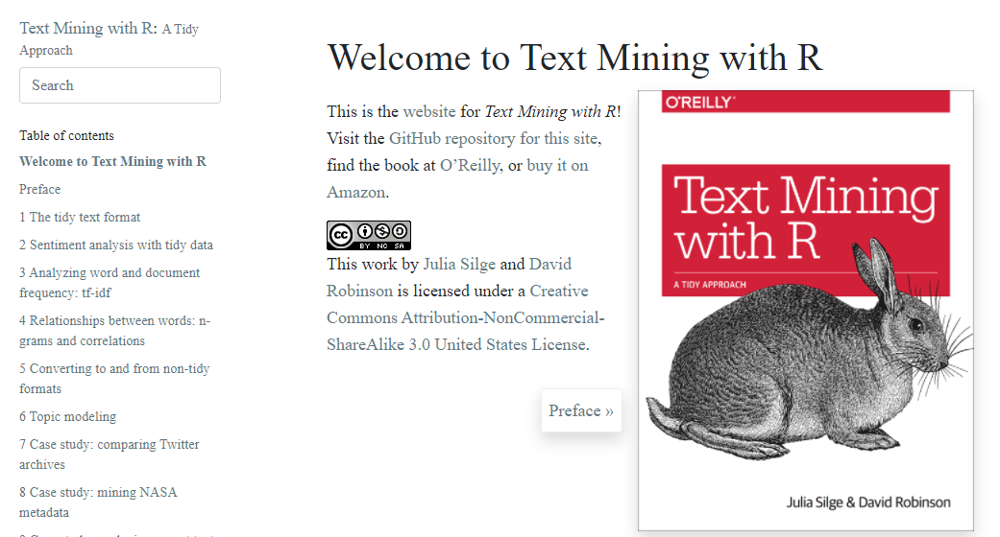 Text Mining with R: A Tidy
Approach
Search
Table of contents
Welcome to Text Mining with R
Preface
1 The tidy text format
2 Sentiment analysis with tidy data
3 Analyzing word and document
frequency: tf-idf
4 Relationships between words: n-
grams and correlations
5 Converting to and from non-tidy
formats
6 Topic modeling
7 Case study: comparing Twitter
archives
8 Case study: mining NASA
metadata
Welcome to Text Mining with R
This is the website for Text Mining with R!
Visit the GitHub repository for this site,
find the book at O’Reilly, or buy it on
Amazon.
cc
BY NC SA
This work by Julia Silge and David
Robinson is licensed under a Creative
Commons Attribution-NonCommercial-
ShareAlike 3.0 United States License.
Preface »
O'REILLY®
Text Mining
with R
A TIDY APPROACH
Julia Silge & David Robinson